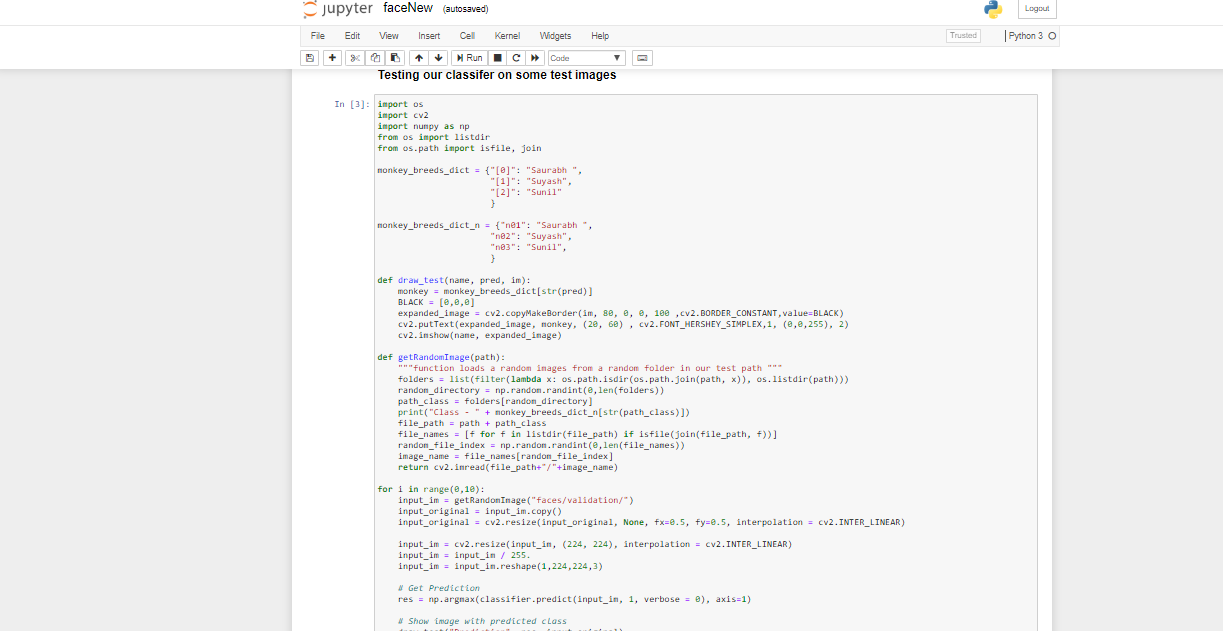 jupyter faceNew (autosaved) Logout
File Edit View Insert Cell Kernel Widgets Help Trusted Python 3
Run Code
Testing our classifer on some test images
In [3]: import os
import cv2
import numpy as np
from os import listdir
from os.path import isfile, join
monkey_breeds_dict = {"[0]": "Saurabh ",
"[1]": "Suyash",
"[2]": "Sunil"
}
monkey_breeds_dict_n = {"n01": "Saurabh ",
"n02": "Suyash",
"n03": "Sunil",
}
def draw_test(name, pred, im):
monkey = monkey_breeds_dict[str(pred)]
BLACK = [0,0,0]
expanded_image = cv2.copyMakeBorder(im, 80, 0, 0, 100 ,cv2.BORDER_CONSTANT,value=BLACK)
cv2.putText(expanded_image, monkey, (20, 60) , cv2.FONT_HERSHEY_SIMPLEX,1, (0,0,255), 2)
cv2.imshow(name, expanded_image)
def getRandomImage(path):
"""function loads a random images from a random folder in our test path """
folders = list(filter(lambda x: os.path.isdir(os.path.join(path, x)), os.listdir(path)))
random_directory = np.random.randint(0,len(folders))
path_class = folders[random_directory]
print("Class - " + monkey_breeds_dict_n[str(path_class)])
file_path = path + path_class
file_names = [f for f in listdir(file_path) if isfile(join(file_path, f))]
random_file_index = np.random.randint(0,len(file_names))
image_name = file_names[random_file_index]
return cv2.imread(file_path+"/"+image_name)
for i in range(0,10):
input_im = getRandomImage("faces/validation/")
input_original = input_im.copy()
input_original = cv2.resize(input_original, None, fx=0.5, fy=0.5, interpolation = cv2.INTER_LINEAR)
input_im = cv2.resize(input_im, (224, 224), interpolation = cv2.INTER_LINEAR)
input_im = input_im / 255.
input_im = input_im.reshape(1,224,224,3)
# Get Prediction
res = np.argmax(classifier.predict(input_im, 1, verbose = 0), axis=1)
# Show image with predicted class